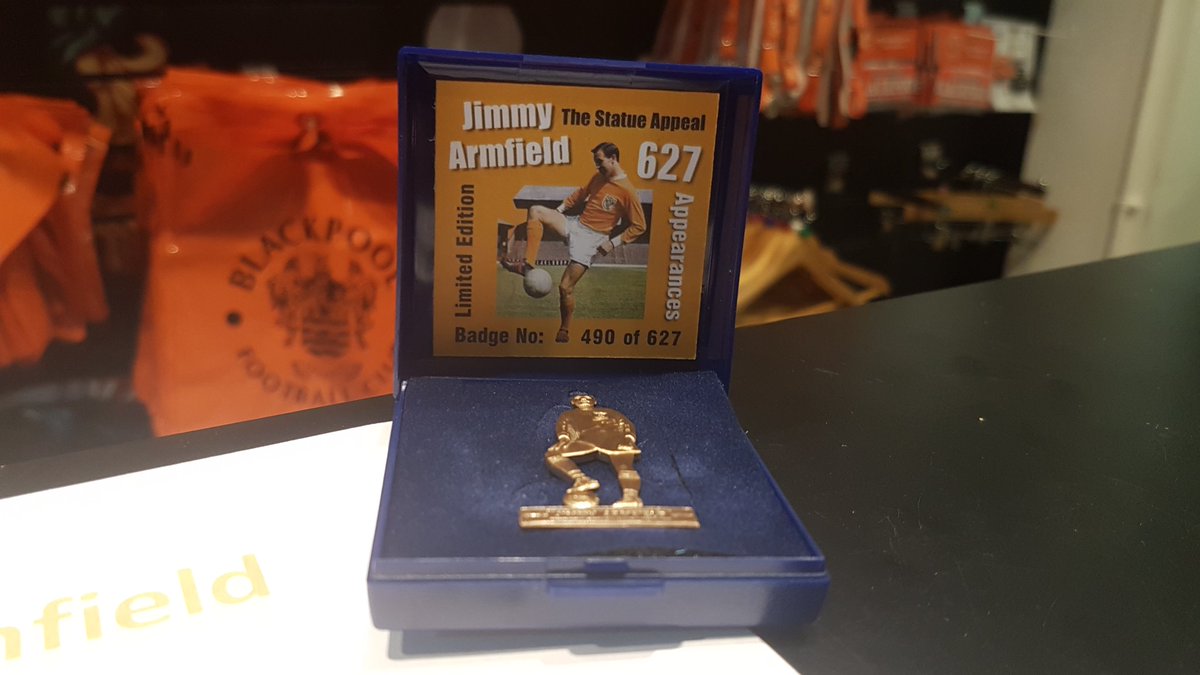 Jimmy
Armfield
The Statue Appeal
627
Appearances
Limited Edition
Badge No: 490 of 627
BLACKPOOL
FOOTBALL CLUB
nfield